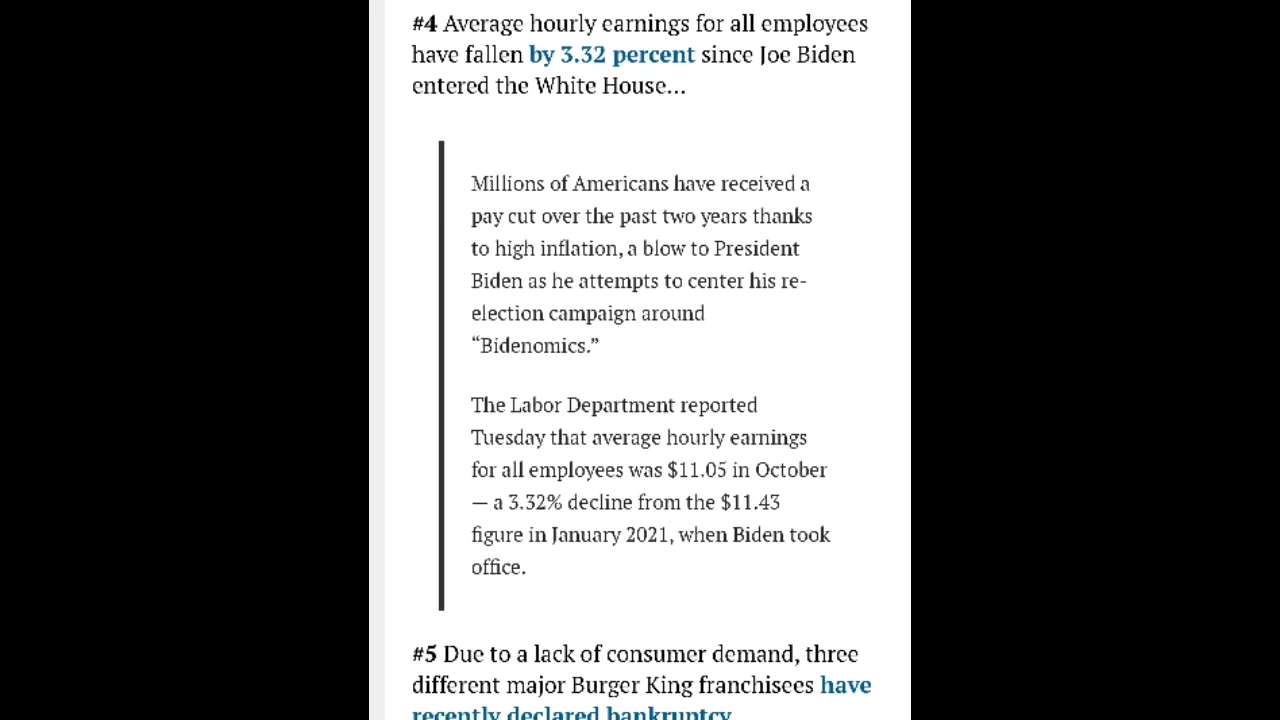 #4 Average hourly earnings for all employees
have fallen by 3.32 percent since Joe Biden
entered the White House…
Millions of Americans have received a
pay cut over the past two years thanks
to high inflation, a blow to President
Biden as he attempts to center his re-
election campaign around
“Bidenomics.”
The Labor Department reported
Tuesday that average hourly earnings
for all employees was $11.05 in October
— a 3.32% decline from the $11.43
figure in January 2021, when Biden took
office.
#5 Due to a lack of consumer demand, three
different major Burger King franchisees have
recently declared bankruptcy